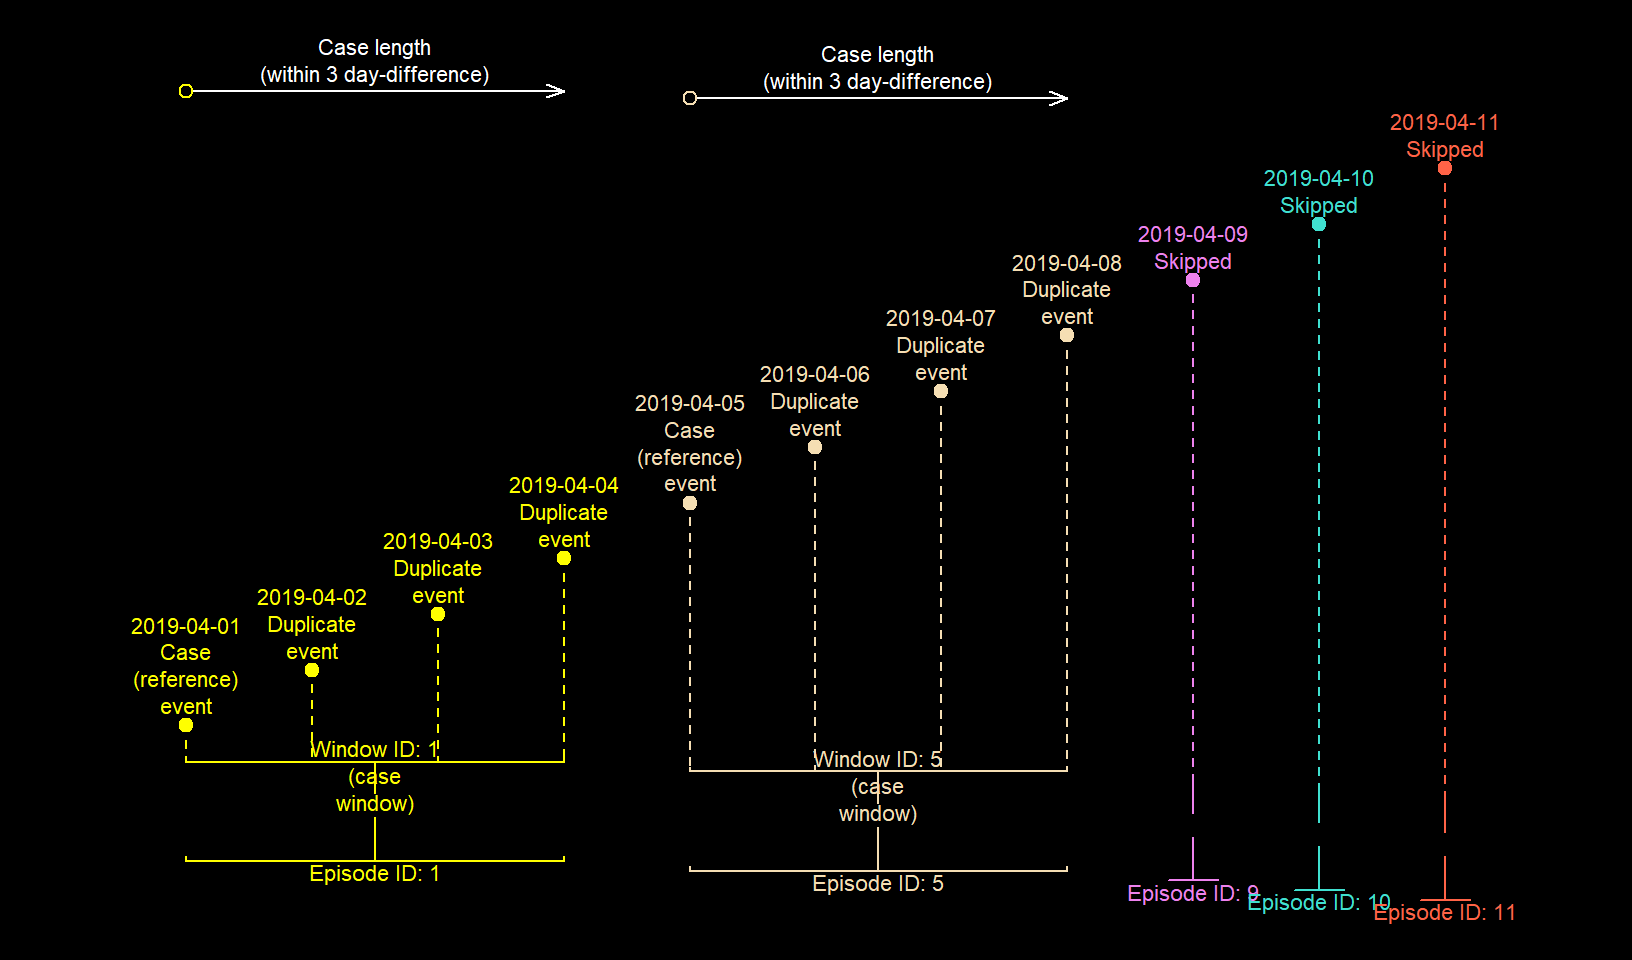 Case length
(within 3 day-difference)
Case length
(within 3 day-difference)
2019-04-11
Skipped
2019-04-10
Skipped
2019-04-09
Skipped
2019-04-08
Duplicate
event
2019-04-07
Duplicate
event
2019-04-06
Duplicate
event
2019-04-05
Case
(reference)
event
2019-04-04
Duplicate
event
2019-04-03
Duplicate
event
2019-04-02
Duplicate
event
2019-04-01
Case
(reference)
event
Window ID: 1
(case
window)
Window ID: 5
(case
window)
Episode ID: 1
Episode ID: 5
Episode ID: 9
Episode ID: 10
Episode ID: 11